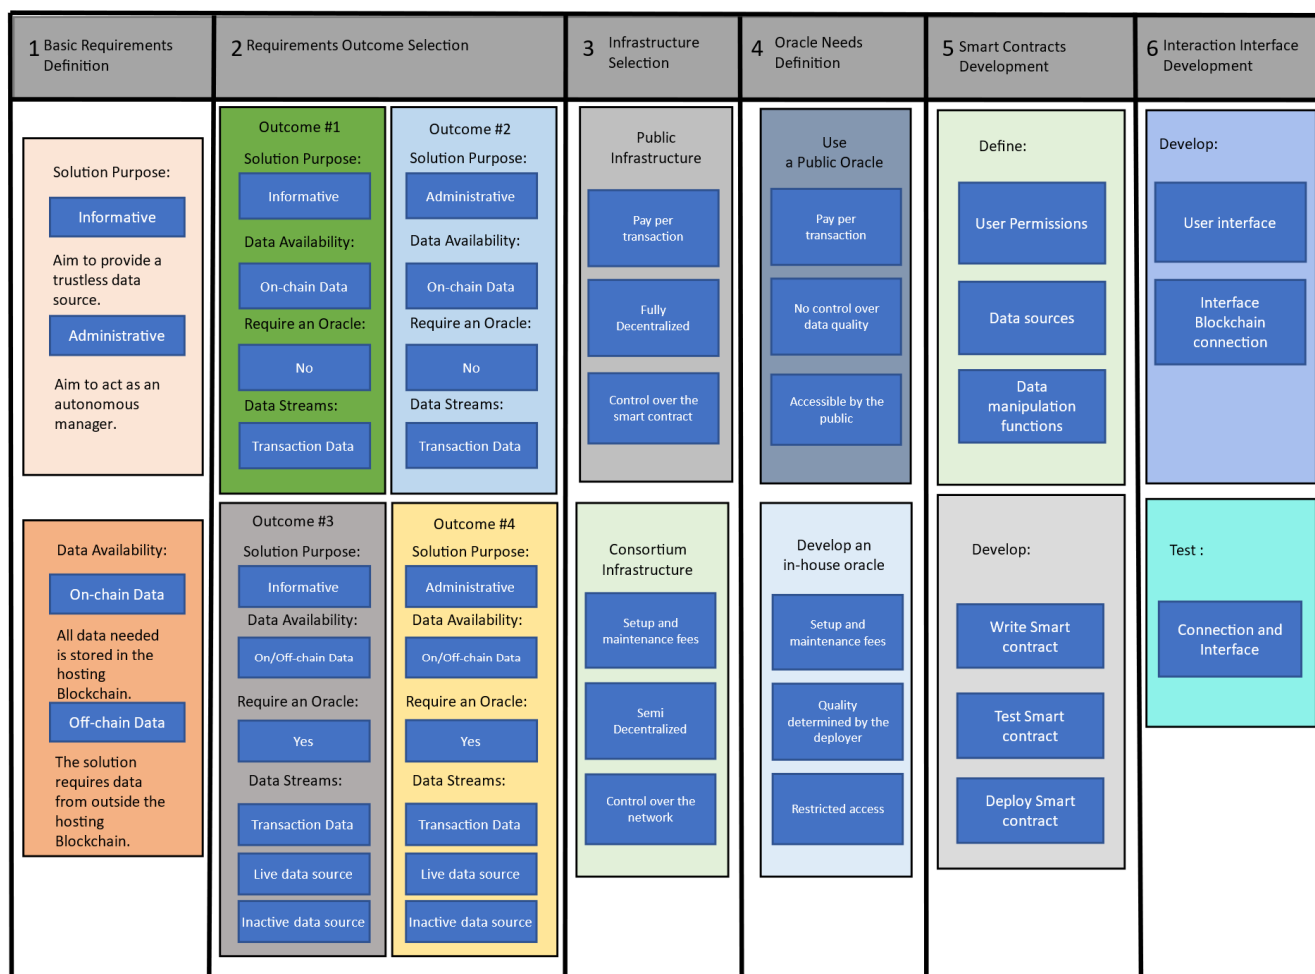 1 Basic Requirements
Definition
2 Requirements Outcome Selection
3 Infrastructure
Selection
4 Oracle Needs
Definition
5 Smart Contracts
Development
6 Interaction Interface
Development
Solution Purpose:
Informative
Aim to provide a
trustless data
source.
Administrative
Aim to act as an
autonomous
manager.
Data Availability:
On-chain Data
All data needed
is stored in the
hosting
Blockchain.
Off-chain Data
The solution
requires data
from outside the
hosting
Blockchain.
Outcome #1
Solution Purpose:
Informative
Data Availability:
On-chain Data
Require an Oracle:
No
Data Streams:
Transaction Data
Outcome #2
Solution Purpose:
Administrative
Data Availability:
On-chain Data
Require an Oracle:
No
Data Streams:
Transaction Data
Outcome #3
Solution Purpose:
Informative
Data Availability:
On/Off-chain Data
Require an Oracle:
Yes
Data Streams:
Transaction Data
Live data source
Inactive data source
Outcome #4
Solution Purpose:
Administrative
Data Availability:
On/Off-chain Data
Require an Oracle:
Yes
Data Streams:
Transaction Data
Live data source
Inactive data source
Public
Infrastructure
Pay per
transaction
Fully
Decentralized
Control over the
smart contract
Consortium
Infrastructure
Setup and
maintenance fees
Semi
Decentralized
Control over the
network
Use
a Public Oracle
Pay per
transaction
No control over
data quality
Accessible by the
public
Develop an
in-house oracle
Setup and
maintenance fees
Quality
determined by the
deployer
Restricted access
Define:
User Permissions
Data sources
Data
manipulation
functions
Develop:
Write Smart
contract
Test Smart
contract
Deploy Smart
contract
Develop:
User interface
Interface
Blockchain
connection
Test :
Connection and
Interface